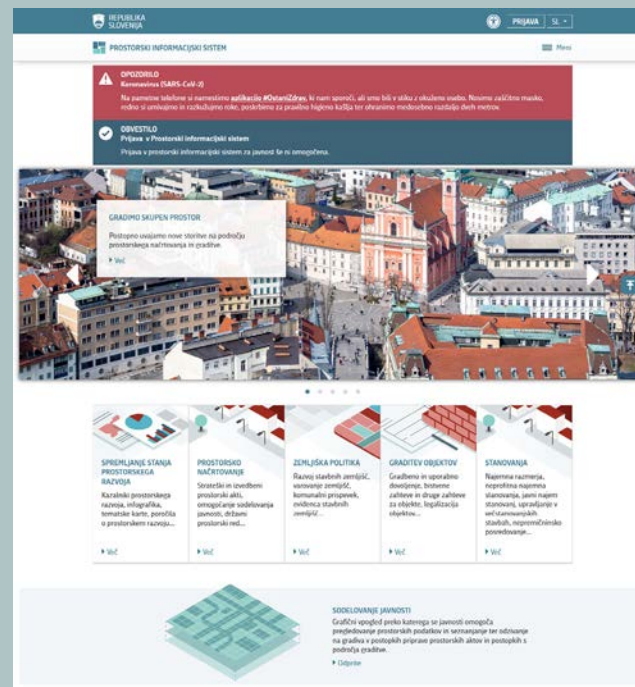 REPUBLIKA
SLOVENIJA
PRIJAVA
SL
PROSTORSKI INFORMACIJSKI SISTEM
Meni
OPOZORILO
Koronavirus (SARS-CoV-2)
Na pametne telefone si namestimo aplikacijo #OstaniZdrav, ki nam sporoči, ali smo bili v stiku z okuženo osebo. Nosimo zaščitno masko,
redno si umivajmo in razkužujmo roke, poskrbimo za pravilno higieno kašlja ter ohranimo medosebno razdaljo dveh metrov.
OBVESTILO
Prijava v Prostorski informacijski sistem
Prijava v prostorski informacijski sistem za javnost še ni omogočena.
GRADIMO SKUPEN PROSTOR
Postopno uvajamo nove storitve na področju
prostorskega načrtovanja in graditve.
Več
SPREMLJANJE STANJA
PROSTORSKEGA
RAZVOJA
Kazalniki prostorskega
razvoja, infografika,
tematske karte, poročila
o prostorskem razvoju...
Več
PROSTORSKO
NAČRTOVANJE
Strateški in izvedbeni
prostorski akti,
omogočanje sodelovanja
javnosti, državni
prostorski red...
Več
ZEMLJIŠKA POLITIKA
Razvoj stavbnih zemljišč,
varovanje zemljišč,
komunalni prispevek,
evidenca stavbnih
zemljišč...
Več
GRADITEV OBJEKTOV
Gradbeno in uporabno
dovoljenje, bistvene
zahteve in druge zahteve
za objekte, legalizacija
objektov...
Več
STANOVANJA
Najemna razmerja,
neprofitna najemna
stanovanja, javni najem
stanovanj, upravljanje v
večstanovanjskih
stavbah, nepremičninsko
posredovanje...
Več
SODELOVANJE JAVNOSTI
Grafični vpogled preko katerega se javnosti omogoča
pregledovanje prostorskih podatkov in seznanjanje ter odzivanje
na gradiva v postopkih priprave prostorskih aktov in postopkih s
področja graditve.
Odprite